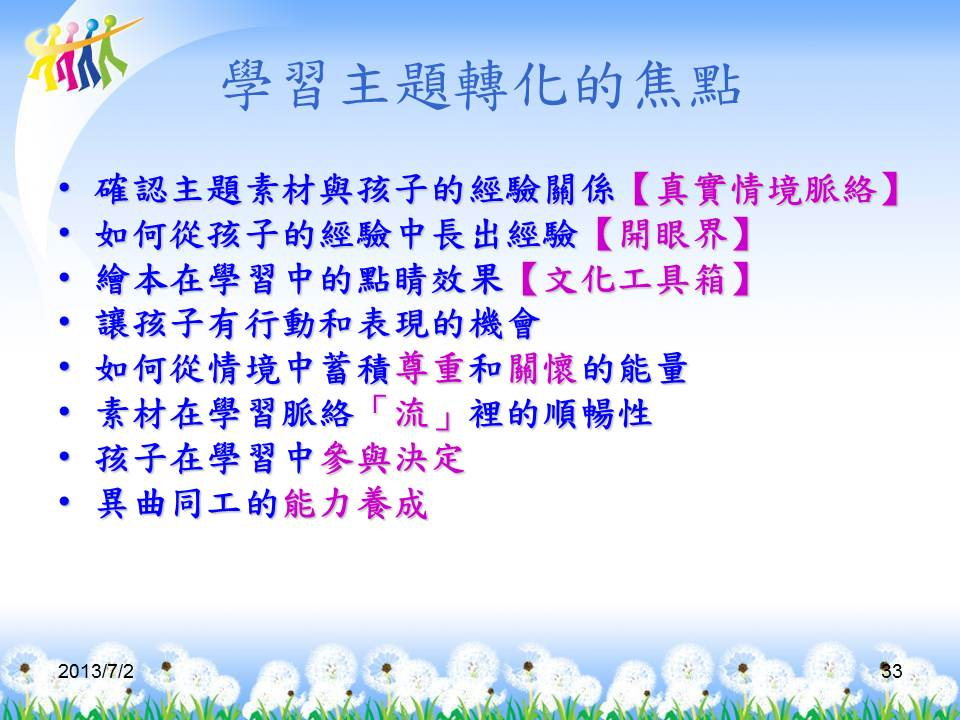 學習主題轉化的焦點
• 確認主題素材與孩子的經驗關係【真實情境脈絡】
• 如何從孩子的經驗中長出經驗【開眼界】
• 繪本在學習中的點睛效果【文化工具箱】
• 讓孩子有行動和表現的機會
• 如何從情境中蓄積尊重和關懷的能量
• 素材在學習脈絡「流」裡的順暢性
• 孩子在學習中參與決定
• 異曲同工的能力養成
2013/7/2
33